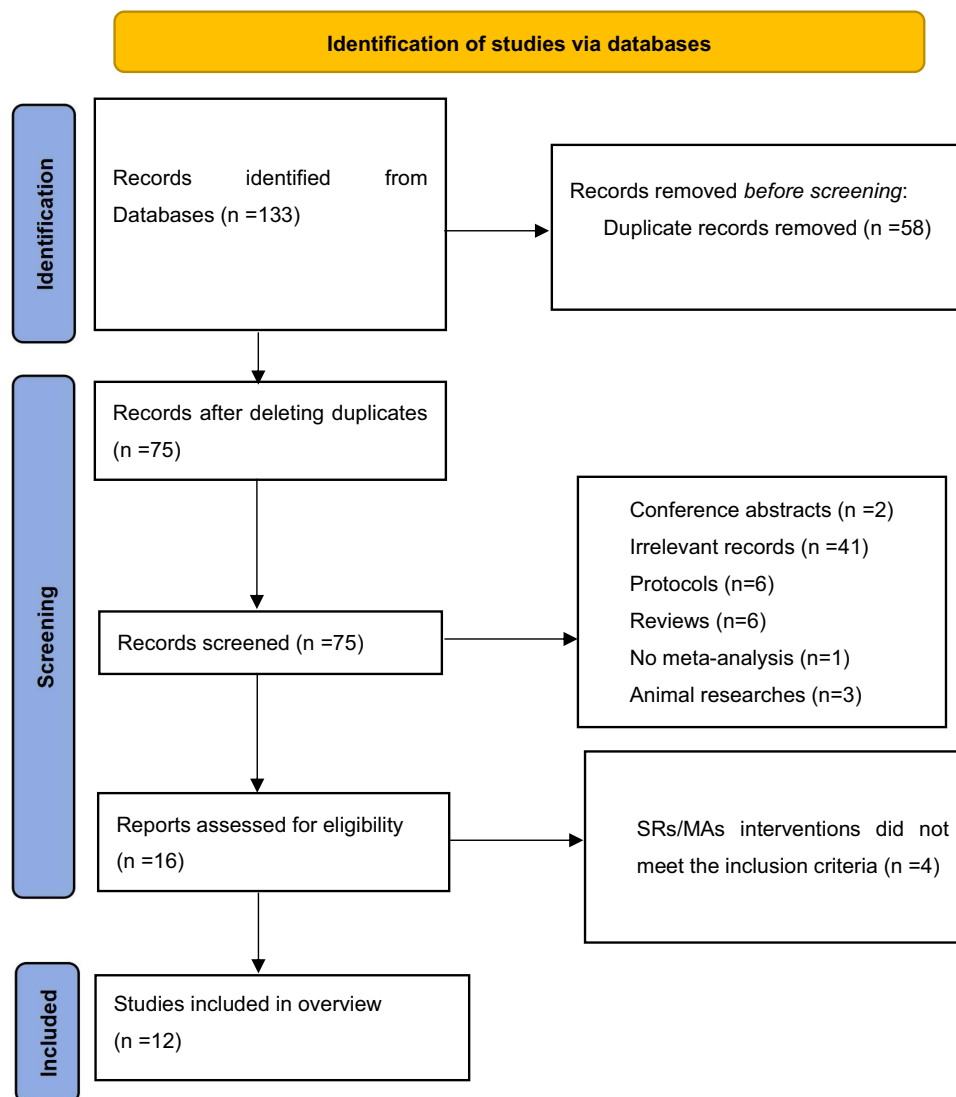 Identification of studies via databases
Identification
Records identified from
Databases (n =133)
Records removed before screening:
Duplicate records removed (n =58)
Screening
Records after deleting duplicates
(n =75)
Records screened (n =75)
Conference abstracts (n =2)
Irrelevant records (n =41)
Protocols (n=6)
Reviews (n=6)
No meta-analysis (n=1)
Animal researches (n=3)
Reports assessed for eligibility
(n =16)
SRs/MAs interventions did not
meet the inclusion criteria (n =4)
Included
Studies included in overview
(n =12)